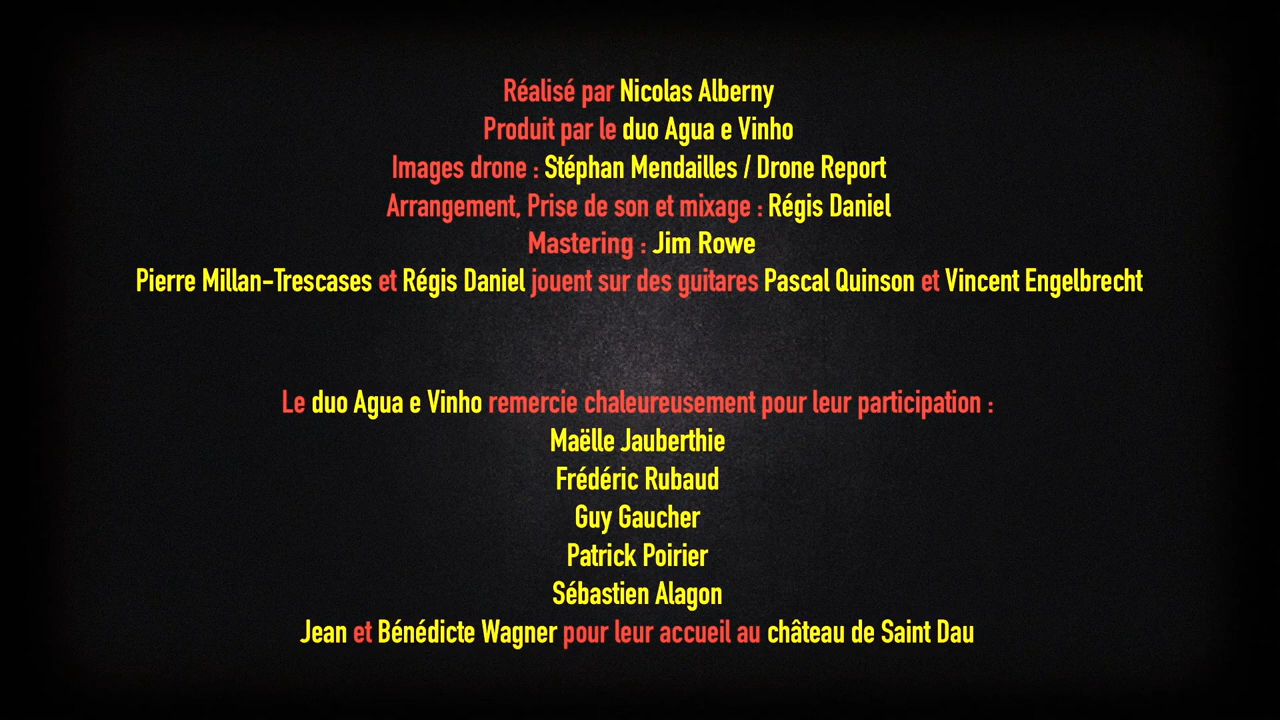 Réalisé par Nicolas Alberny
Produit par le duo Agua e Vinho
Images drone : Stéphan Mendailles / Drone Report
Arrangement, Prise de son et mixage : Régis Daniel
Mastering : Jim Rowe
Pierre Millan-Trescases et Régis Daniel jouent sur des guitares Pascal Quinson et Vincent Engelbrecht
Le duo Agua e Vinho remercie chaleureusement pour leur participation :
Maëlle Jauberthie
Frédéric Rubaud
Guy Gaucher
Patrick Poirier
Sébastien Alagon
Jean et Bénédicte Wagner pour leur accueil au château de Saint Dau